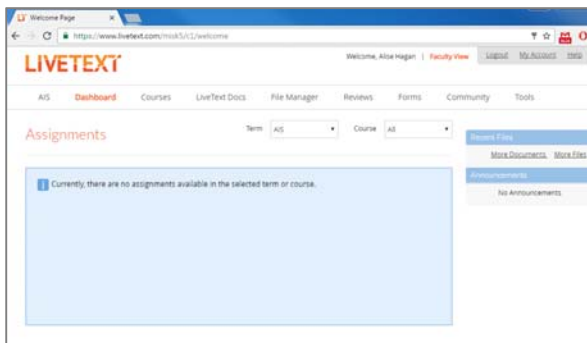 Welcome Page
https://www.livetext.com/misk5/c1/welcome
LIVETEXT
Welcome, Alice Hagan | Faculty View Logout My Account Help
AIS Dashboard Courses LiveText Docs File Manager Reviews Forms Community Tools
Assignments
Term AIS Course All
Recent Files
More Documents More Files
Currently, there are no assignments available in the selected term or course.
Announcements
No Announcements